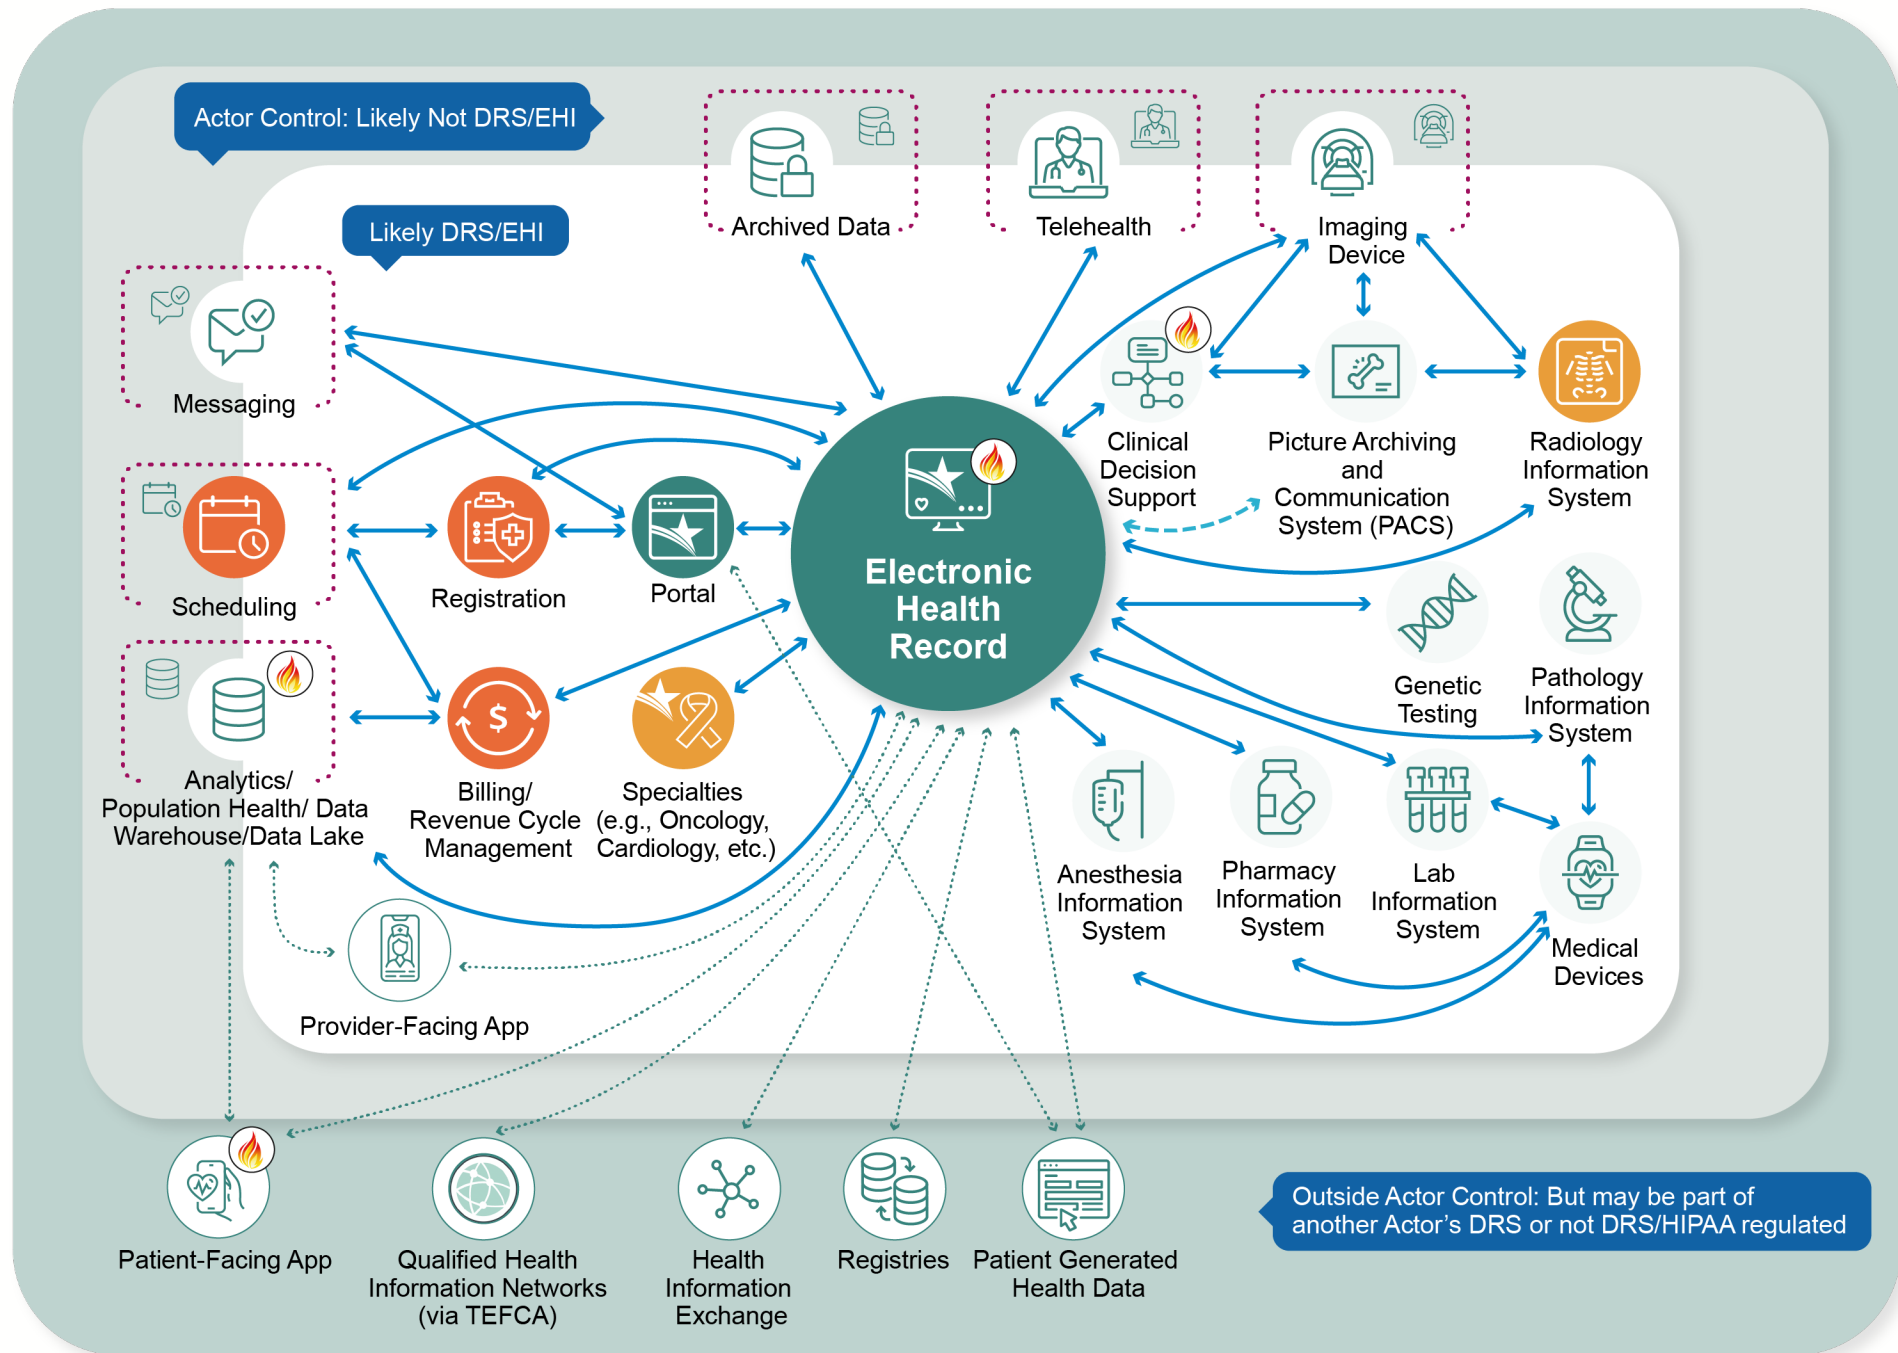 Actor Control: Likely Not DRS/EHI
Likely DRS/EHI
Archived Data
Telehealth
Imaging
Device
Messaging
Clinical
Decision
Support
Picture Archiving
and
Communication
System (PACS)
Radiology
Information
System
Scheduling
Registration
Portal
Electronic
Health
Record
Genetic
Testing
Pathology
Information
System
Analytics/
Population Health/ Data
Warehouse/Data Lake
$
Billing/
Revenue Cycle
Management
Specialties
(e.g., Oncology,
Cardiology, etc.)
Anesthesia
Information
System
Pharmacy
Information
System
Lab
Information
System
Medical
Devices
Provider-Facing App
Patient-Facing App
Qualified Health
Information Networks
(via TEFCA)
Health
Information
Exchange
Registries
Patient Generated
Health Data
Outside Actor Control: But may be part of
another Actor's DRS or not DRS/HIPAA regulated